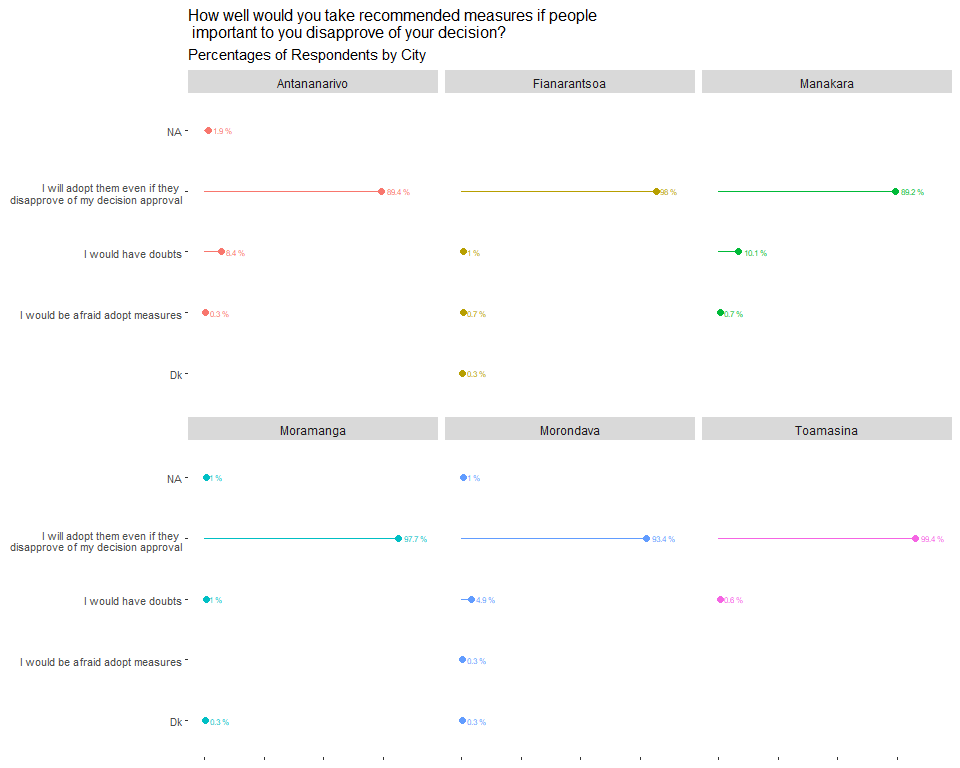 How well would you take recommended measures if people
important to you disapprove of your decision?
Percentages of Respondents by City
Antananarivo
Fianarantsoa
Manakara
NA
1.9 %
I will adopt them even if they
disapprove of my decision approval
89.4 %
98 %
89.2 %
I would have doubts
8.4 %
1 %
10.1 %
I would be afraid adopt measures
0.3 %
0.7 %
0.7 %
Dk
0.3 %
Moramanga
Morondava
Toamasina
NA
1 %
1 %
I will adopt them even if they
disapprove of my decision approval
97.7 %
93.4 %
99.4 %
I would have doubts
1 %
4.9 %
0.6 %
I would be afraid adopt measures
0.3 %
Dk
0.3 %
0.3 %